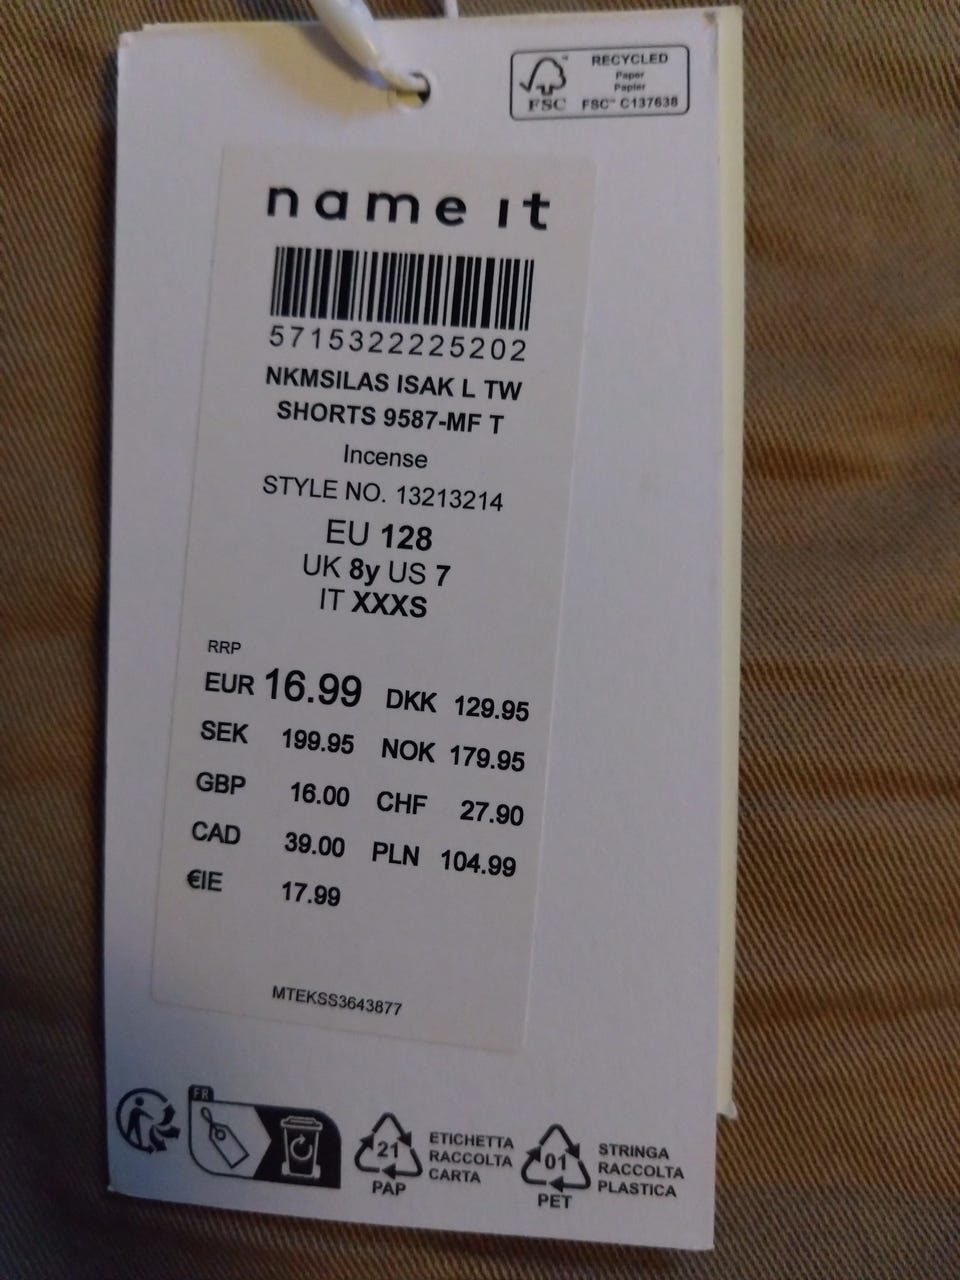 FSC™
RECYCLED
Paper
Papier
FSC™ C137638
name it
5715322225202
NKMSILAS ISAK L TW
SHORTS 9587-MF T
Incense
STYLE NO. 13213214
EU 128
UK 8y US 7
IT XXXS
RRP
EUR 16.99 DKK 129.95
SEK 199.95 NOK 179.95
GBP 16.00 CHF 27.90
CAD 39.00 PLN 104.99
€IE 17.99
MTEKSS3643877
FR
21
PAP
ETICHETTA
RACCOLTA
CARTA
01
PET
STRINGA
RACCOLTA
PLASTICA